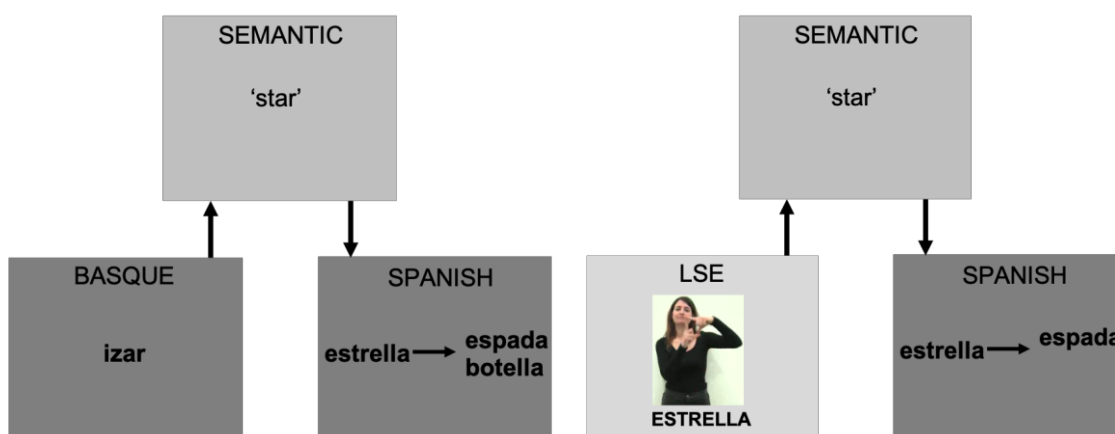 SEMANTIC
‘star’
BASQUE
izar
SPANISH
estrella
espada
botella
SEMANTIC
‘star’
LSE
ESTRELLA
SPANISH
estrella
espada